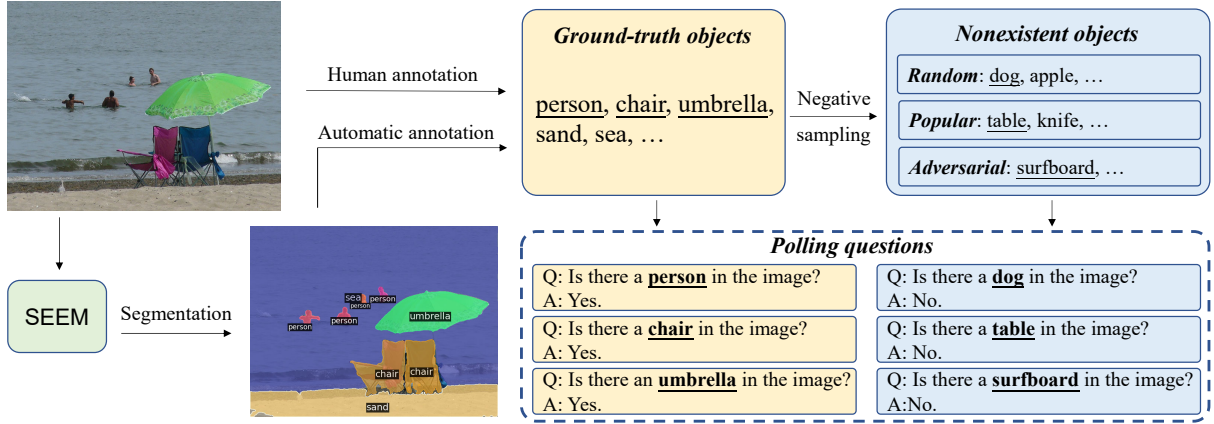 Human annotation
Automatic annotation
Ground-truth objects
person, chair, umbrella,
sand, sea, …
Negative
sampling
Nonexistent objects
Random: dog, apple, …
Popular: table, knife, …
Adversarial: surfboard, …
SEEM
Segmentation
sea
person
person
person
person
umbrella
chair
chair
sand
Polling questions
Q: Is there a person in the image?
A: Yes.
Q: Is there a chair in the image?
A: Yes.
Q: Is there an umbrella in the image?
A: Yes.
Q: Is there a dog in the image?
A: No.
Q: Is there a table in the image?
A: No.
Q: Is there a surfboard in the image?
A:No.